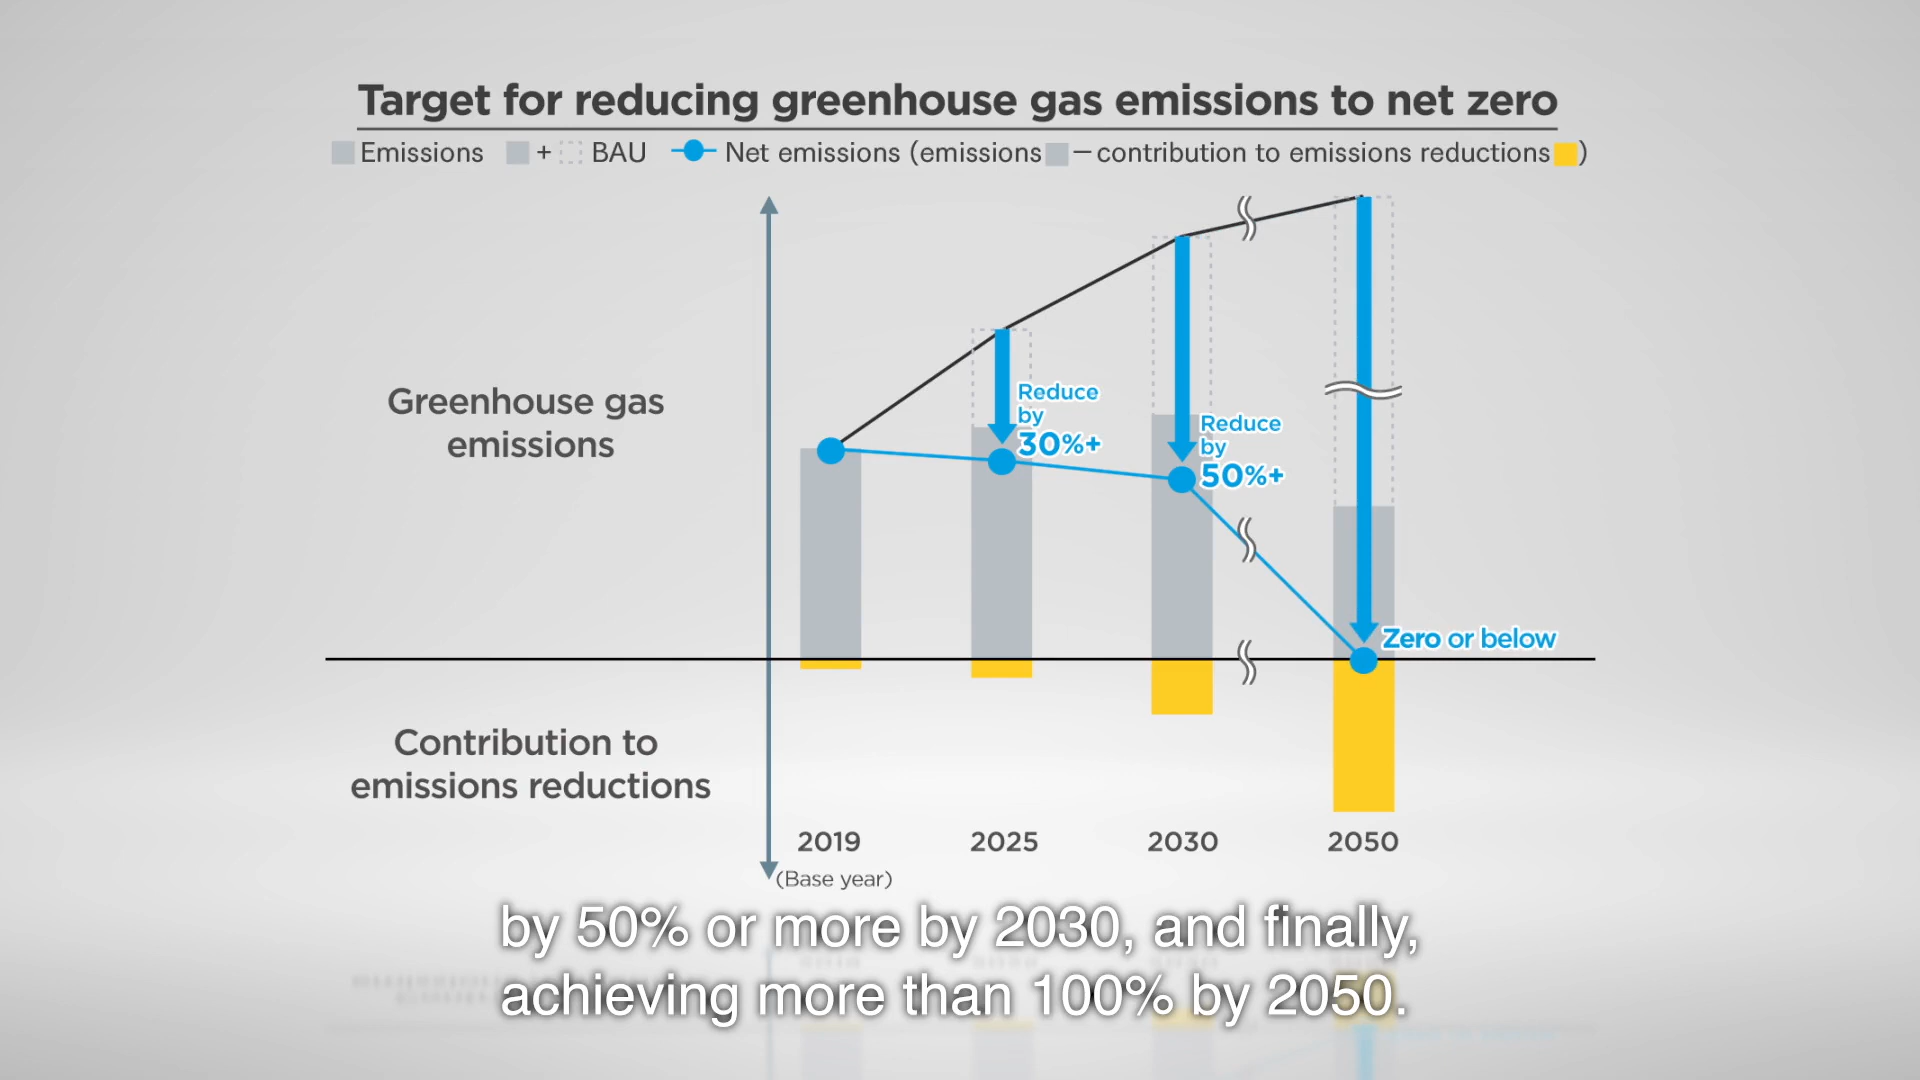 Target for reducing greenhouse gas emissions to net zero
Emissions + BAU Net emissions (emissions − contribution to emissions reductions )
Greenhouse gas
emissions
Reduce
by
30%+
Reduce
by
50%+
Zero or below
Contribution to
emissions reductions
2019 2025 2030 2050
(Base year)
by 50% or more by 2030, and finally,
achieving more than 100% by 2050.